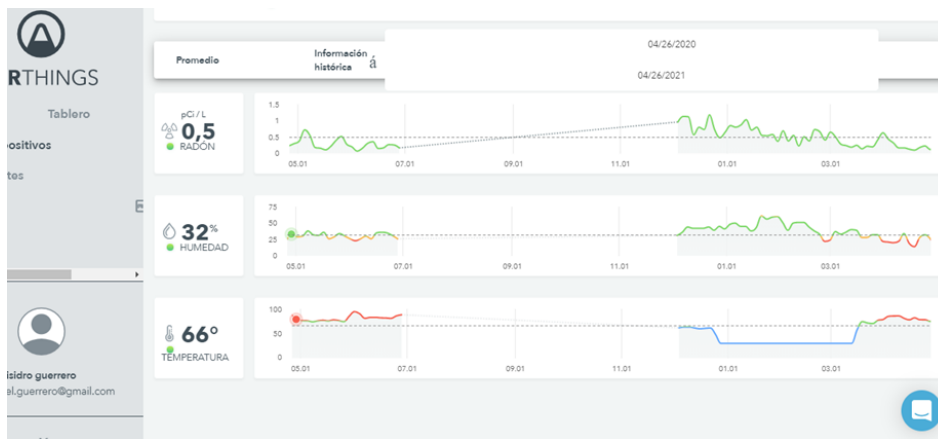 RTHINGS
Tablero
ositivos
tes
Promedio
Información
histórica
á
04/26/2020
04/26/2021
pCi/L
0,5
RADÓN
1.5
1
0.5
0
05.01 07.01 09.01 11.01 01.01 03.01
32%
HUMEDAD
75
50
25
0
05.01 07.01 09.01 11.01 01.01 03.01
66°
TEMPERATURA
100
50
0
05.01 07.01 09.01 11.01 01.01 03.01
isidro guerrero
el.guerrero@gmail.com